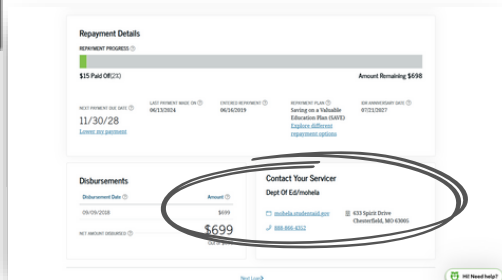 Repayment Details
REPAYMENT PROGRESS
$15 Paid Off(2%)
Amount Remaining $698
NEXT PAYMENT DUE DATE
11/30/28
Lower my payment
LAST PAYMENT MADE ON
06/13/2024
ENTERED REPAYMENT
06/16/2019
REPAYMENT PLAN
Saving on a Valuable
Education Plan (SAVE)
Explore different
repayment options
IDR ANNIVERSARY DATE
07/21/2027
Disbursements
Disbursement Date
Amount
09/09/2018
$699
NET AMOUNT DISBURSED
$699
Contact Your Servicer
Dept Of Ed/mohela
mohela.studentaid.gov
888-866-4352
633 Spirit Drive
Chesterfield, MO 63005
Next Loan
Hi! Need help?